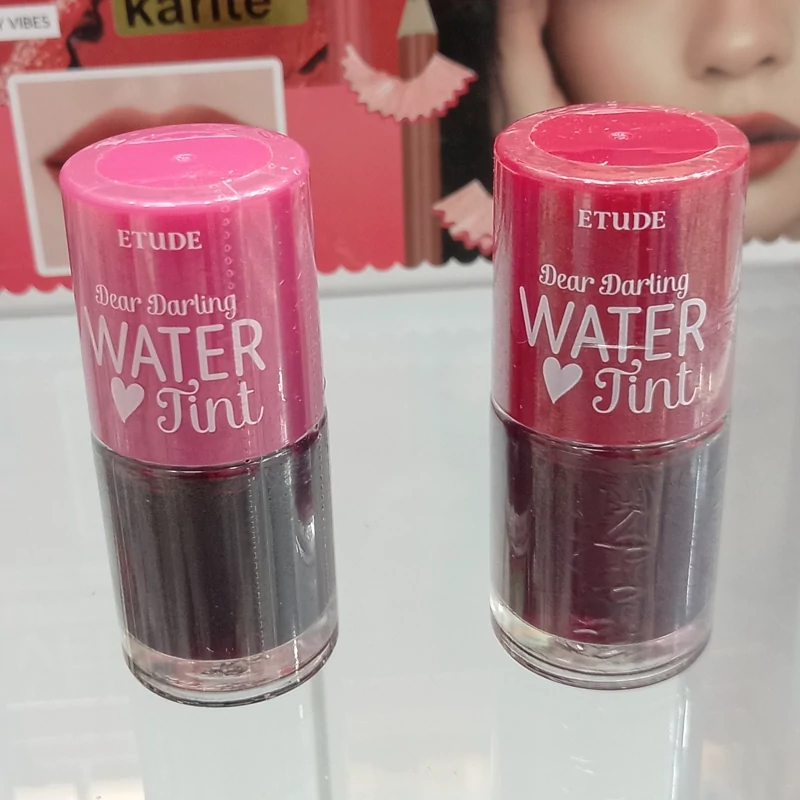 Y VIBES
karite
ETUDE
Dear Darling
WATER
Tint
ETUDE
Dear Darling
WATER
Tint